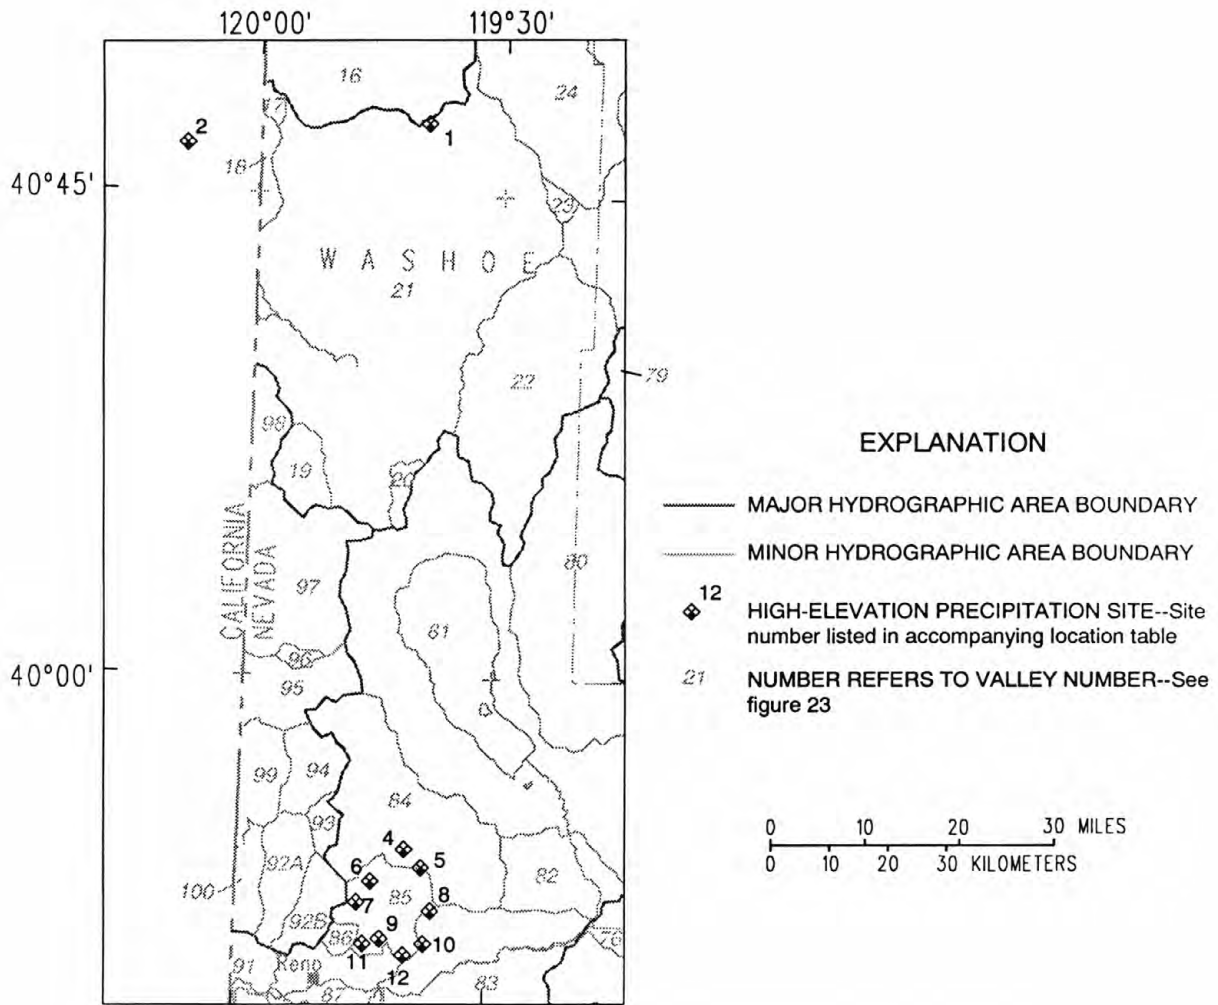 120°00' 119°30'
16
24
17
2
1
18
40°45'
23
WASHOE
21
22
79
98
19
20
EXPLANATION
MAJOR HYDROGRAPHIC AREA BOUNDARY
MINOR HYDROGRAPHIC AREA BOUNDARY
12
HIGH-ELEVATION PRECIPITATION SITE--Site
number listed in accompanying location table
21 NUMBER REFERS TO VALLEY NUMBER--See
figure 23
CALIFORNIA
NEVADA
97
80
81
40°00'
96
95
99
94
84
93
0 10 20 30 MILES
0 10 20 30 KILOMETERS
4
92A
6
5
82
100
85
7
8
92B
9
86
10
11
12
76
91
Reno
87
83